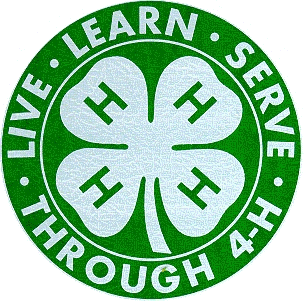 LIVE • LEARN • SERVE
• THROUGH 4-H •
H H
H H